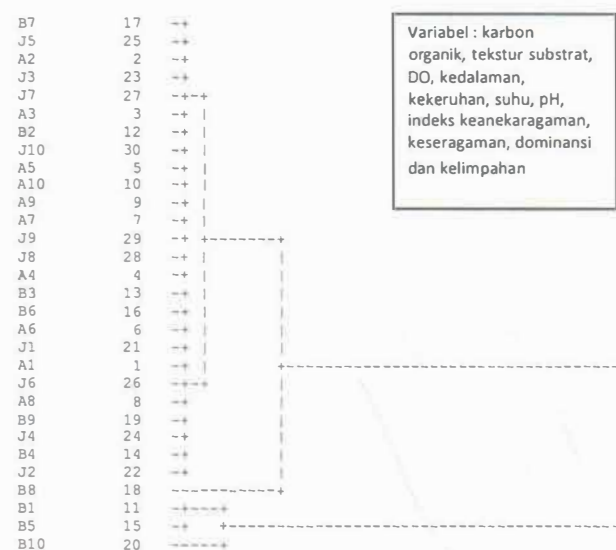 B7 17 -+
J5 25 -+
A2 2 -+
J3 23 -+
J7 27 -+-+
A3 3 -+ |
B2 12 -+ |
J10 30 -+ |
A5 5 -+ |
A10 10 -+ |
A9 9 -+ |
A7 7 -+ |
J9 29 -+ +---------+
J8 28 -+ | |
A4 4 -+ | |
B3 13 -+ | |
B6 16 -+ | |
A6 6 -+ | |
J1 21 -+ | |
A1 1 -+ | +--------------------------
J6 26 -+-+ |
A8 8 -+ |
B9 19 -+ |
J4 24 -+ |
B4 14 -+ |
J2 22 -+ |
B8 18 -------------+
B1 11 -+---+
B5 15 -+ +--------------------------------
B10 20 -----+
Variabel : karbon
organik, tekstur substrat,
DO, kedalaman,
kekeruhan, suhu, pH,
indeks keanekaragaman,
keseragaman, dominansi
dan kelimpahan